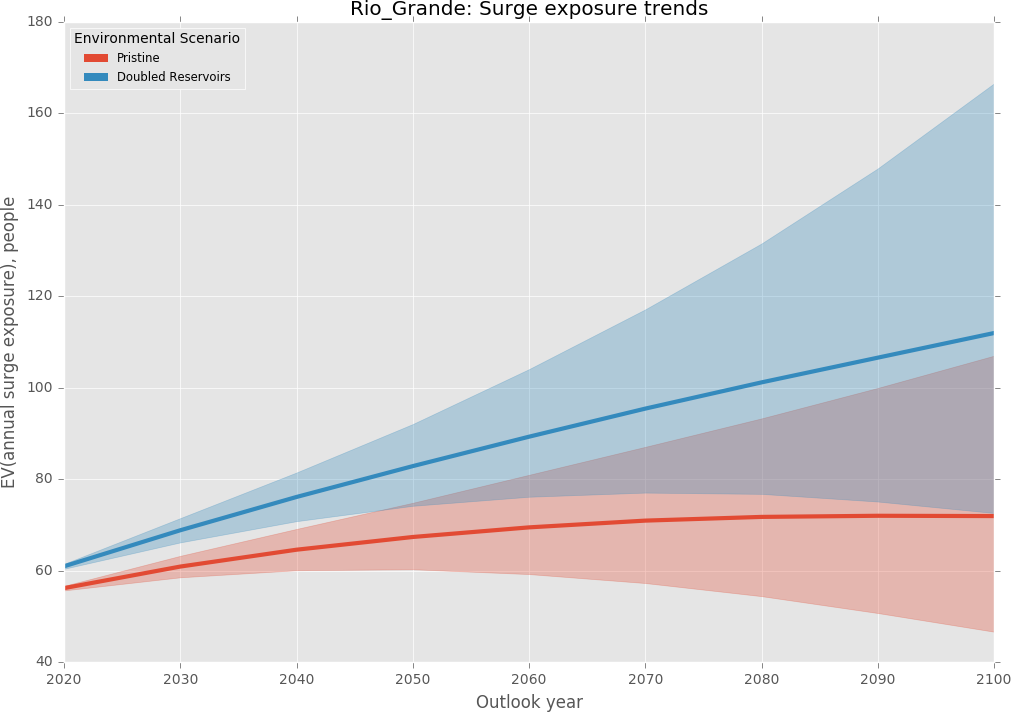 Rio_Grande: Surge exposure trends
Environmental Scenario
Pristine
Doubled Reservoirs
EV(annual surge exposure), people
180
160
140
120
100
80
60
40
2020 2030 2040 2050 2060 2070 2080 2090 2100
Outlook year